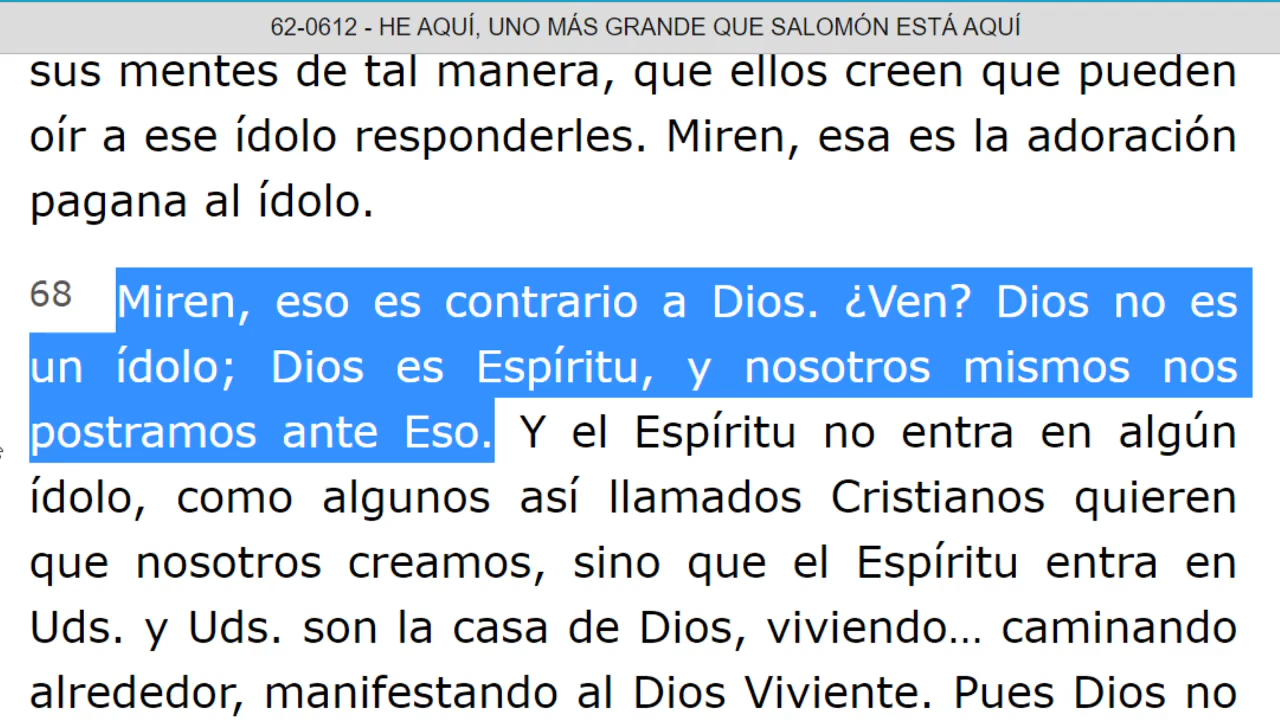 62-0612 - HE AQUÍ, UNO MÁS GRANDE QUE SALOMÓN ESTÁ AQUÍ
sus mentes de tal manera, que ellos creen que pueden
oír a ese ídolo responderles. Miren, esa es la adoración
pagana al ídolo.
68 Miren, eso es contrario a Dios. ¿Ven? Dios no es
un ídolo; Dios es Espíritu, y nosotros mismos nos
postramos ante Eso. Y el Espíritu no entra en algún
ídolo, como algunos así llamados Cristianos quieren
que nosotros creamos, sino que el Espíritu entra en
Uds. y Uds. son la casa de Dios, viviendo… caminando
alrededor, manifestando al Dios Viviente. Pues Dios no